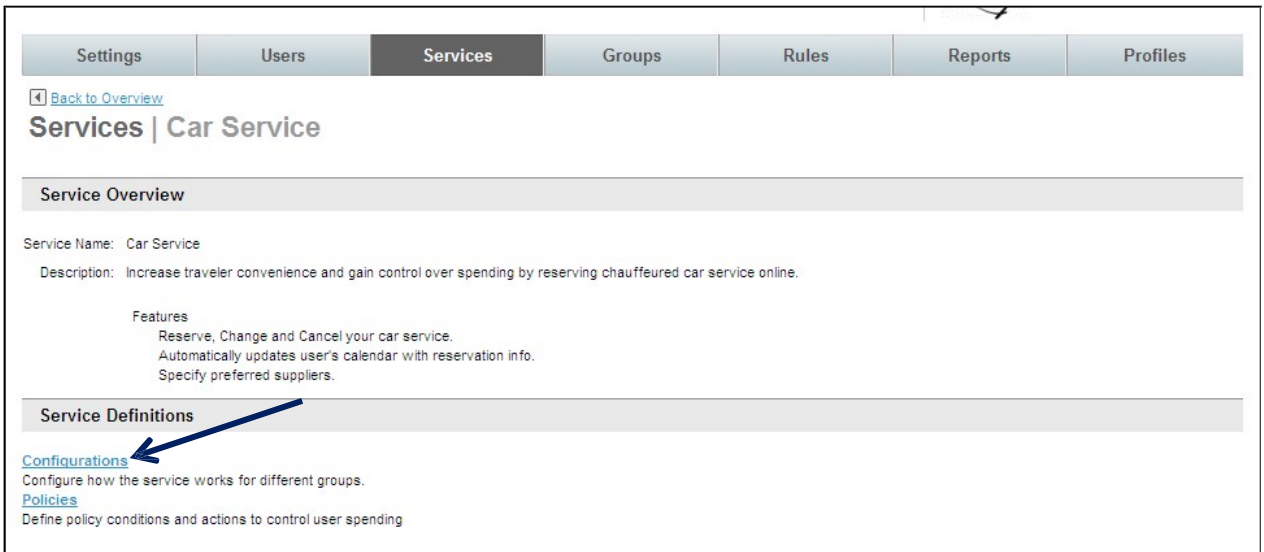 Settings Users Services Groups Rules Reports Profiles
Back to Overview
Services | Car Service
Service Overview
Service Name: Car Service
Description: Increase traveler convenience and gain control over spending by reserving chauffeured car service online.
Features
Reserve, Change and Cancel your car service.
Automatically updates user's calendar with reservation info.
Specify preferred suppliers.
Service Definitions
Configurations
Configure how the service works for different groups.
Policies
Define policy conditions and actions to control user spending